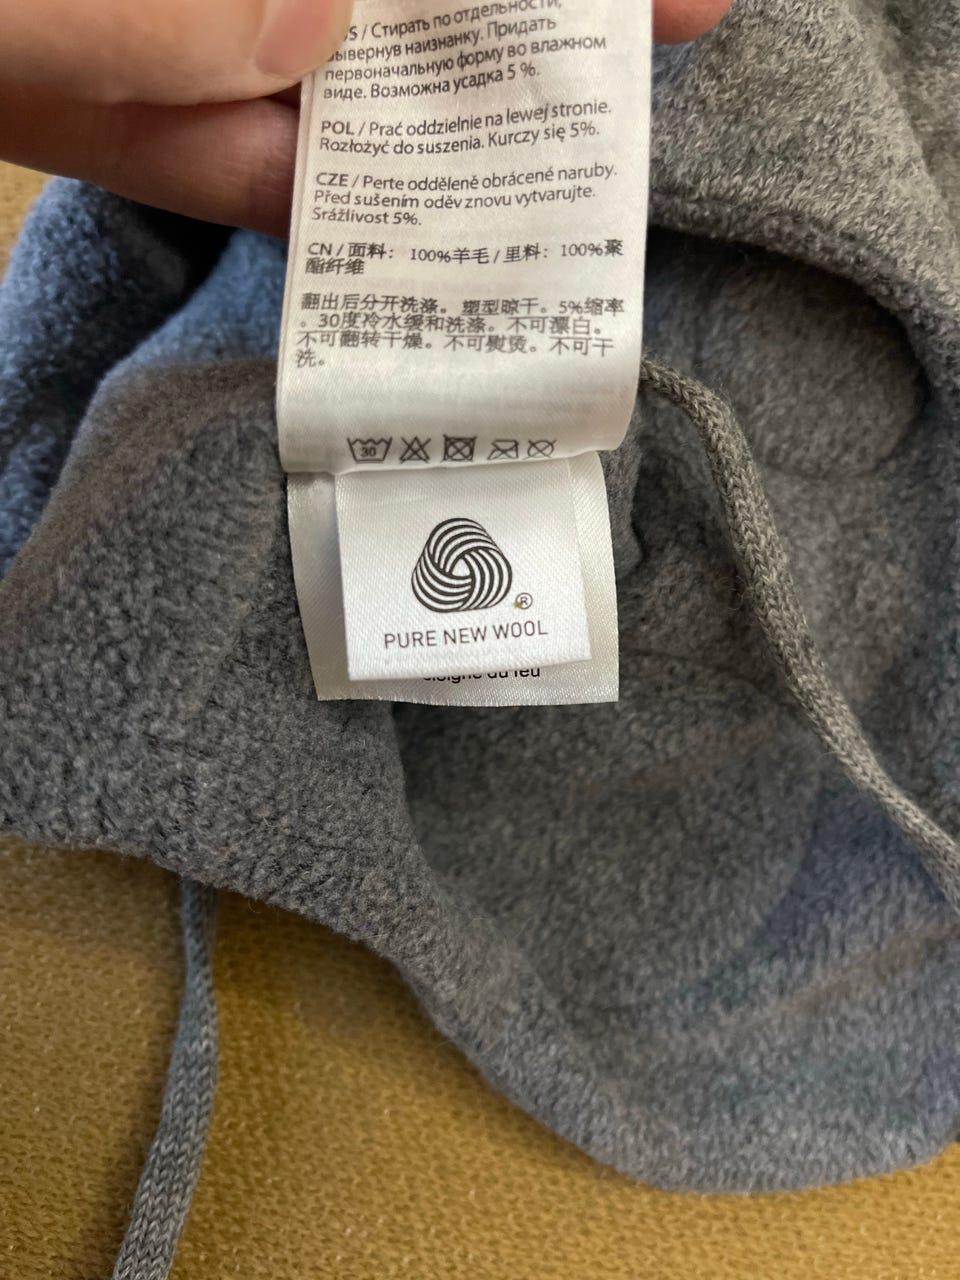 / Стирать по отдельности,
вывернув наизнанку. Придать
первоначальную форму во влажном
виде. Возможна усадка 5 %.
POL / Prać oddzielnie na lewej stronie.
Rozłożyć do suszenia. Kurczy się 5%.
CZE / Perte odděleně obrácené naruby.
Před sušením oděv znovu vytvarujte.
Srážlivost 5%.
CN / 面料： 100%羊毛 / 里料： 100%聚
酯纤维
翻出后分开洗涤。塑型晾干。5%缩率
。30度冷水缓和洗涤。不可漂白。
不可翻转干燥。不可熨烫。不可干
洗。
30
®
PURE NEW WOOL
du feu